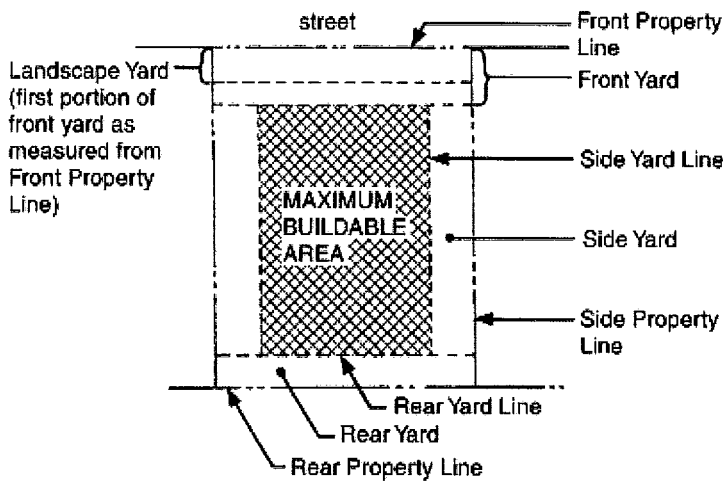 street
Front Property
Line
Landscape Yard
(first portion of
front yard as
measured from
Front Property
Line)
Front Yard
Side Yard Line
MAXIMUM
BUILDABLE
AREA
Side Yard
Side Property
Line
Rear Yard Line
Rear Yard
Rear Property Line